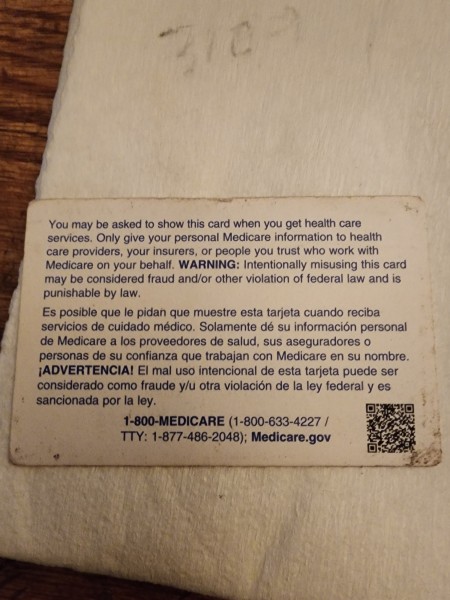 You may be asked to show this card when you get health care
services. Only give your personal Medicare information to health
care providers, your insurers, or people you trust who work with
Medicare on your behalf. WARNING: Intentionally misusing this card
may be considered fraud and/or other violation of federal law and is
punishable by law.
Es posible que le pidan que muestre esta tarjeta cuando reciba
servicios de cuidado médico. Solamente dé su información personal
de Medicare a los proveedores de salud, sus aseguradores o
personas de su confianza que trabajan con Medicare en su nombre.
¡ADVERTENCIA! El mal uso intencional de esta tarjeta puede ser
considerado como fraude y/u otra violación de la ley federal y es
sancionada por la ley.
1-800-MEDICARE (1-800-633-4227 /
TTY: 1-877-486-2048); Medicare.gov